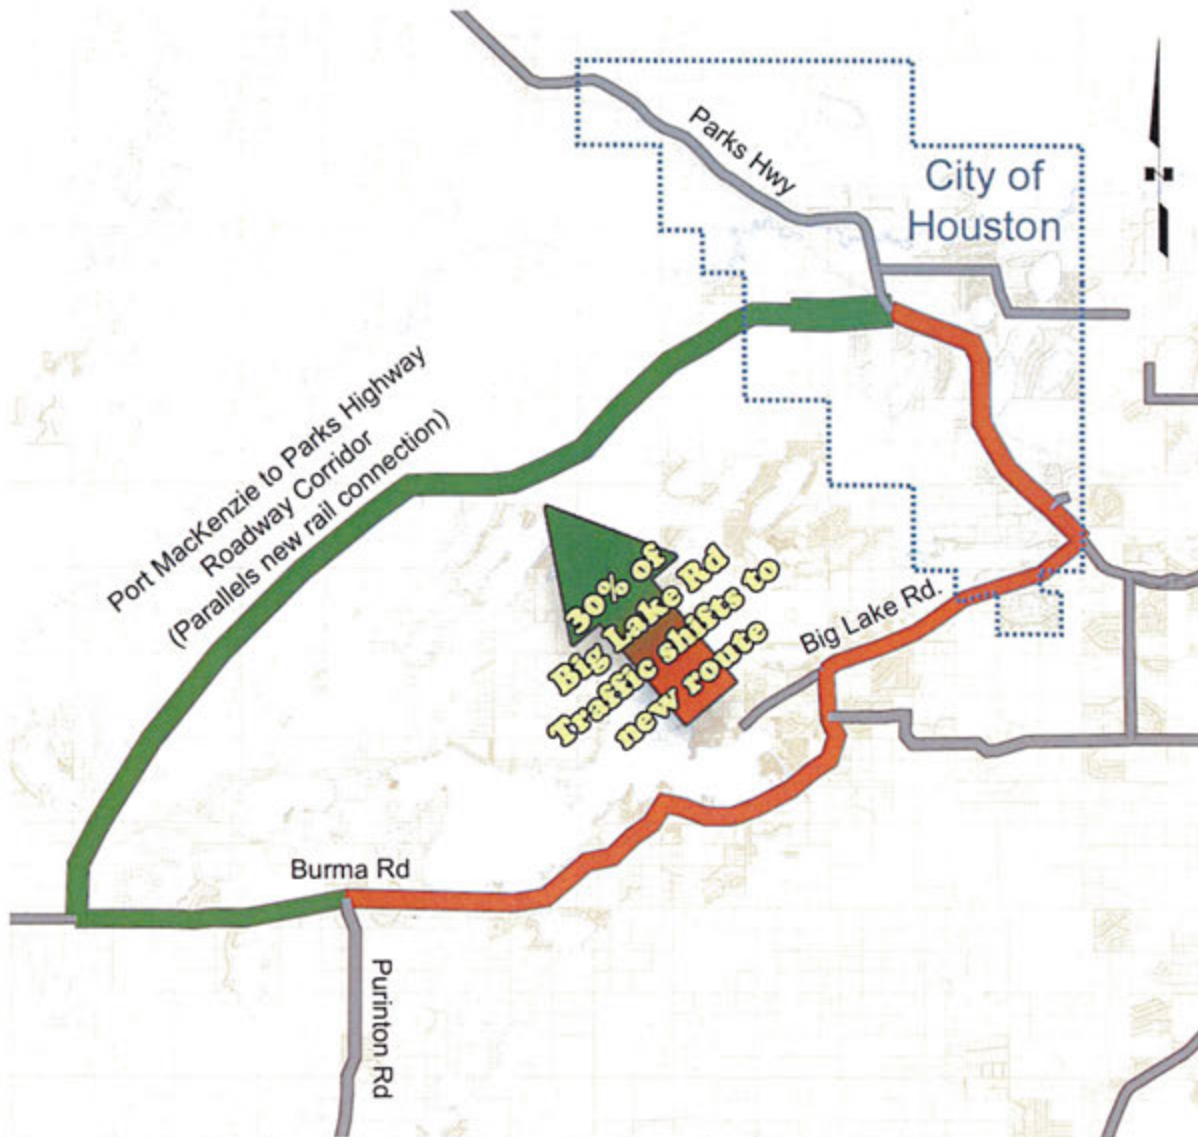 Parks Hwy
City of
Houston
N
Port MacKenzie to Parks Highway
Roadway Corridor
(Parallels new rail connection)
30% of
Big Lake Rd
Traffic shifts to
new route
Big Lake Rd.
Burma Rd
Purinton Rd